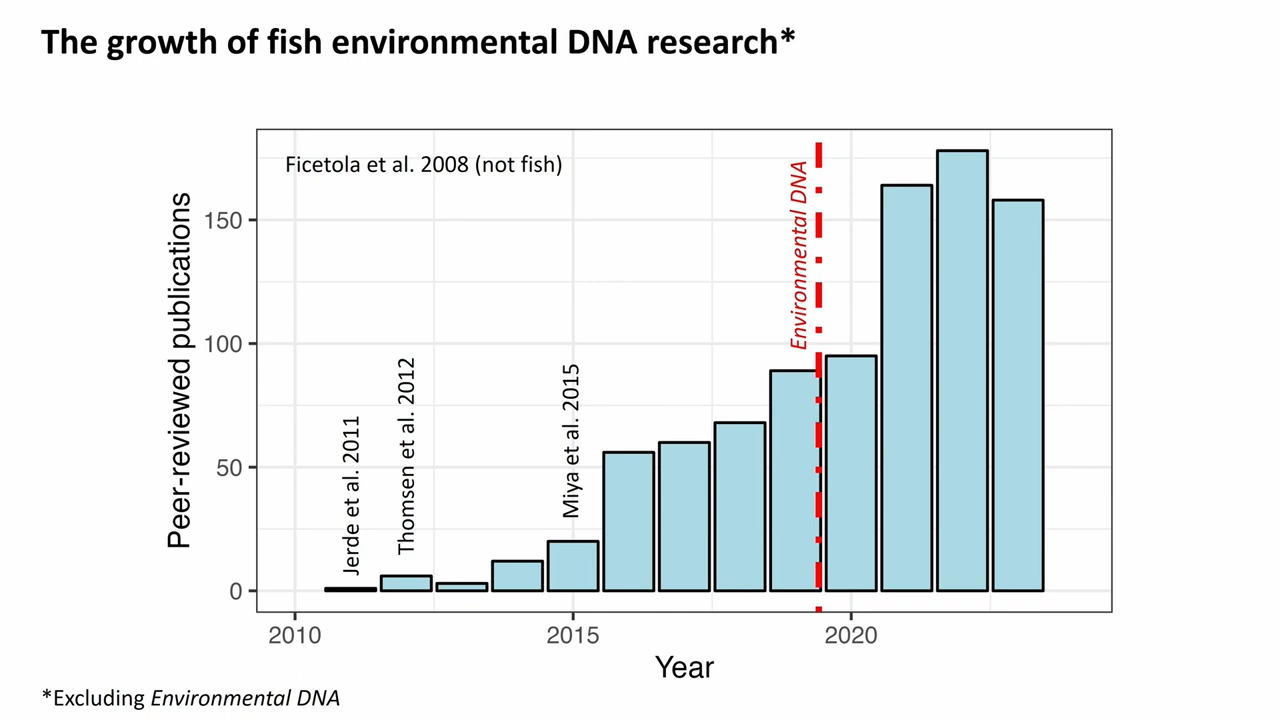 The growth of fish environmental DNA research*
Ficetola et al. 2008 (not fish)
Environmental DNA
Jerde et al. 2011
Thomsen et al. 2012
Miya et al. 2015
Peer-reviewed publications
150
100
50
0
2010
2015
2020
Year
*Excluding Environmental DNA